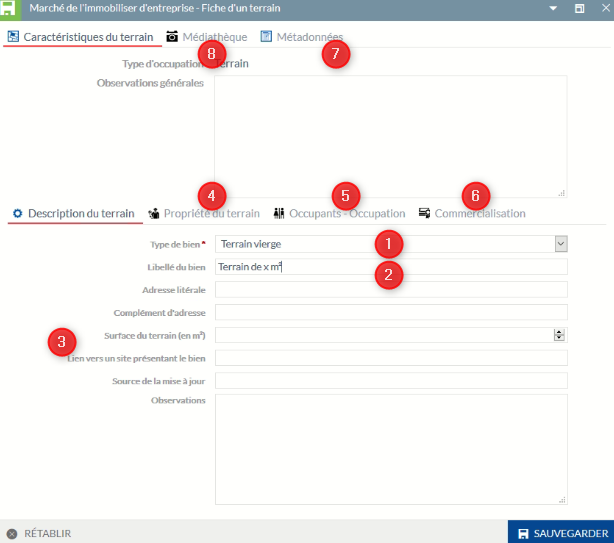 Marché de l'immobiliser d'entreprise - Fiche d'un terrain
Caractéristiques du terrain Médiathèque Métadonnées
8 7
Type d'occupation Terrain
Observations générales
4 5 6
Description du terrain Propriété du terrain Occupants - Occupation Commercialisation
Type de bien * Terrain vierge 1
Libellé du bien Terrain de x m² 2
Adresse litérale
Complément d'adresse
Surface du terrain (en m²)
3
Lien vers un site présentant le bien
Source de la mise à jour
Observations
RÉTABLIR SAUVEGARDER